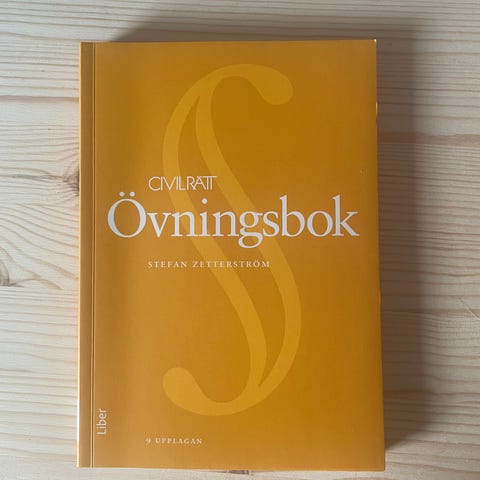 CIVILRÄTT
Övningsbok
STEFAN ZETTERSTRÖM
Liber
9 UPPLAGAN